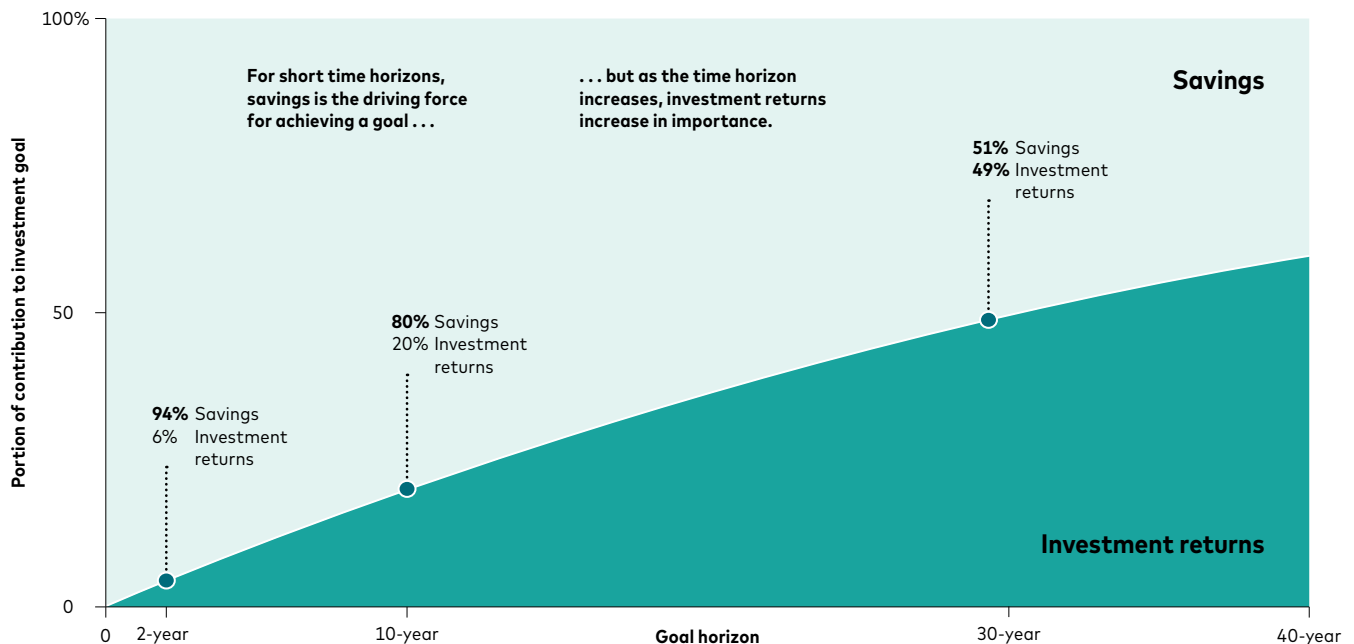 100%
For short time horizons,
savings is the driving force
for achieving a goal . . .
. . . but as the time horizon
increases, investment returns
increase in importance.
Savings
51% Savings
49% Investment
returns
Portion of contribution to investment goal
50
80% Savings
20% Investment
returns
94% Savings
6% Investment
returns
Investment returns
0
0
2-year
10-year
Goal horizon
30-year
40-year